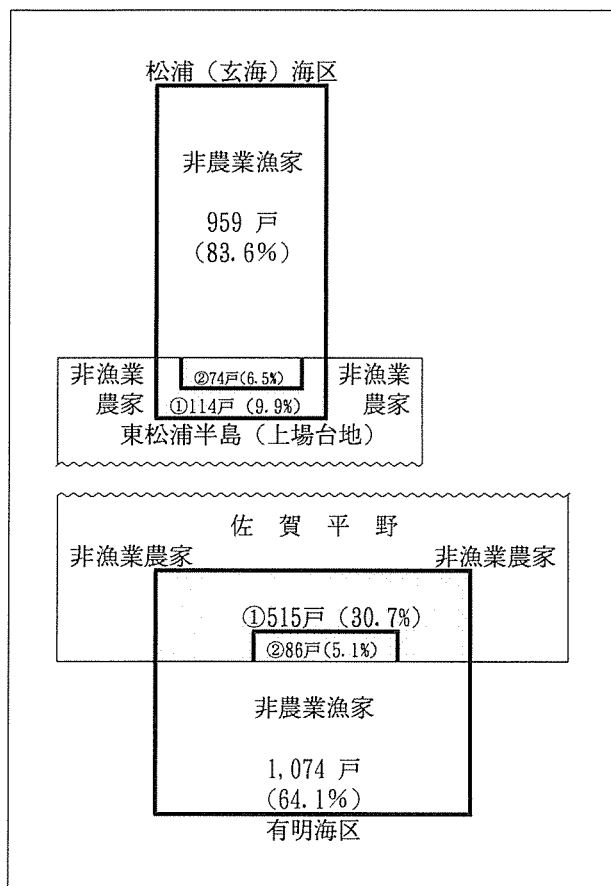 松浦（玄海）海区
非農業漁家
959 戸
(83.6%)
非漁業
農家
②74戸(6.5%)
①114戸 (9.9%)
非漁業
農家
東松浦半島（上場台地）
佐 賀 平 野
非漁業農家
非漁業農家
①515戸 (30.7%)
②86戸(5.1%)
非農業漁家
1,074 戸
(64.1%)
有明海区